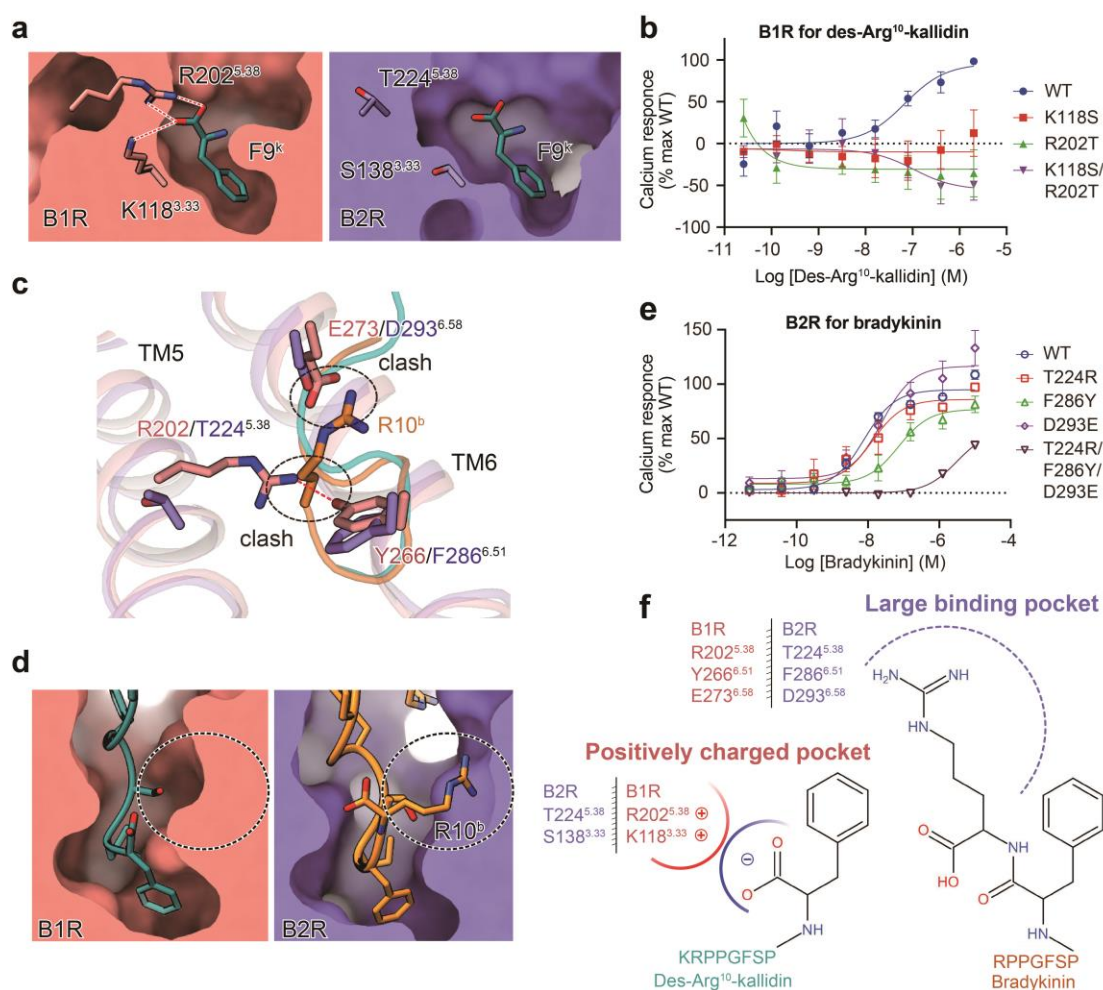 a
R202^5.38
F9^k
K118^3.33
B1R
T224^5.38
F9^k
S138^3.33
B2R
b
B1R for des-Arg^10-kallidin
Calcium responce
(% max WT)
100
50
0
-50
-100
-11 -10 -9 -8 -7 -6 -5
Log [Des-Arg^10-kallidin] (M)
WT
K118S
R202T
K118S/
R202T
c
E273/D293^6.58
TM5
clash
R10^b
R202/T224^5.38
TM6
clash
Y266/F286^6.51
e
B2R for bradykinin
Calcium responce
(% max WT)
150
100
50
0
-12 -10 -8 -6 -4
Log [Bradykinin] (M)
WT
T224R
F286Y
D293E
T224R/
F286Y/
D293E
d
B1R
R10^b
B2R
f
Large binding pocket
B1R B2R
R202^5.38 T224^5.38
Y266^6.51 F286^6.51
E273^6.58 D293^6.58
H2N NH
NH
Positively charged pocket
B2R B1R
T224^5.38 R202^5.38 ⊕
S138^3.33 K118^3.33 ⊕
⊖
O
O
NH
O
HO
NH
O
HN
KRPPGFSP
Des-Arg^10-kallidin
RPPGFSP
Bradykinin